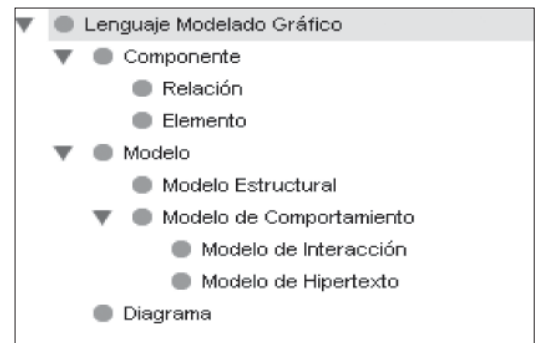 Lenguaje Modelado Gráfico
Componente
Relación
Elemento
Modelo
Modelo Estructural
Modelo de Comportamiento
Modelo de Interacción
Modelo de Hipertexto
Diagrama